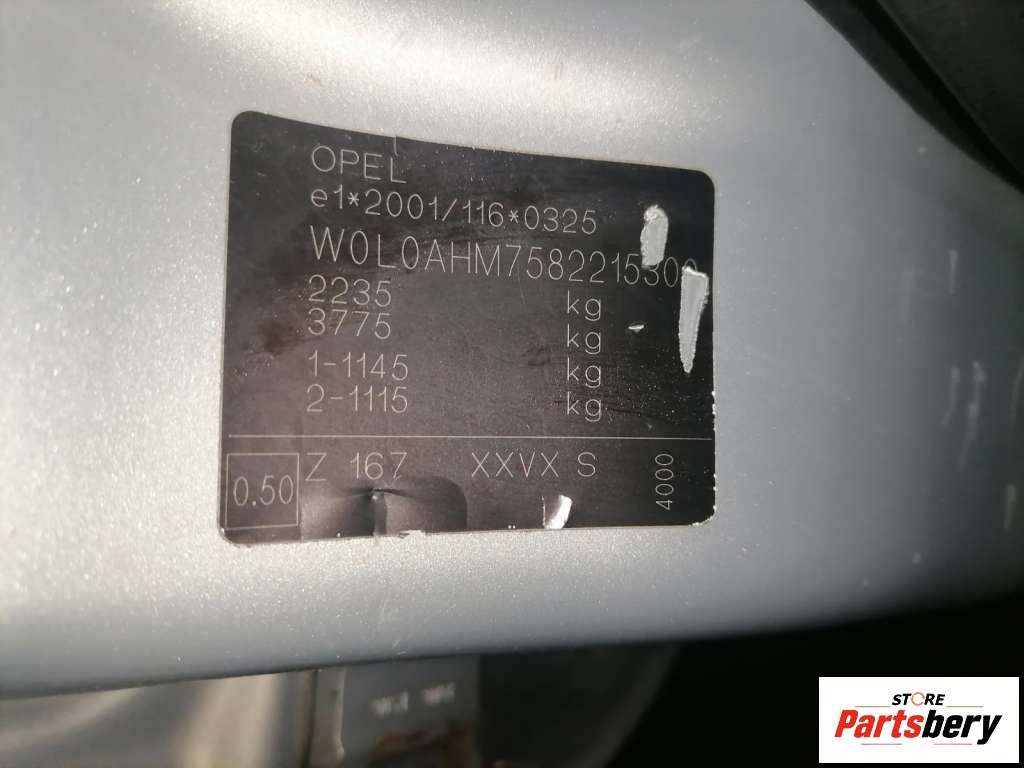 OPEL
e1*2001/116*0325
W0L0AHM758221530
2235 kg
3775 kg
1-1145 kg
2-1115 kg
0.50 Z 167 XXVX S 4000
STORE
Partsbery